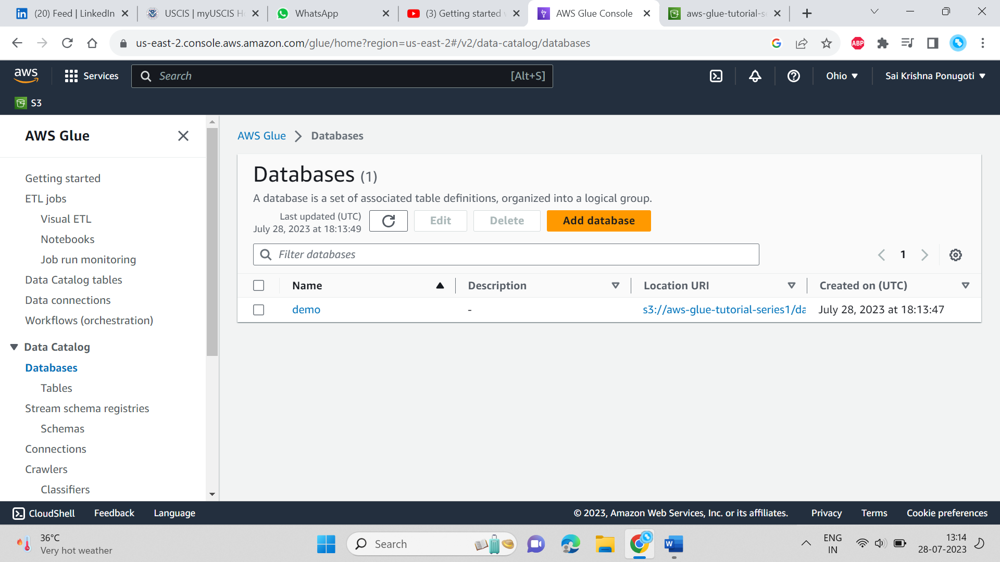 (20) Feed | LinkedIn
USCIS | myUSCIS H
WhatsApp
(3) Getting started
AWS Glue Console
aws-glue-tutorial-s
us-east-2.console.aws.amazon.com/glue/home?region=us-east-2#/v2/data-catalog/databases
ABP
aws
Services
Search
[Alt+S]
Ohio
Sai Krishna Ponugoti
S3
AWS Glue
Getting started
ETL jobs
Visual ETL
Notebooks
Job run monitoring
Data Catalog tables
Data connections
Workflows (orchestration)
Data Catalog
Databases
Tables
Stream schema registries
Schemas
Connections
Crawlers
Classifiers
AWS Glue
Databases
Databases (1)
A database is a set of associated table definitions, organized into a logical group.
Last updated (UTC)
July 28, 2023 at 18:13:49
Edit
Delete
Add database
Filter databases
1
Name
Description
Location URI
Created on (UTC)
demo
-
s3://aws-glue-tutorial-series1/da
July 28, 2023 at 18:13:47
CloudShell
Feedback
Language
© 2023, Amazon Web Services, Inc. or its affiliates.
Privacy
Terms
Cookie preferences
36°C
Very hot weather
Search
ENG
IN
13:14
28-07-2023